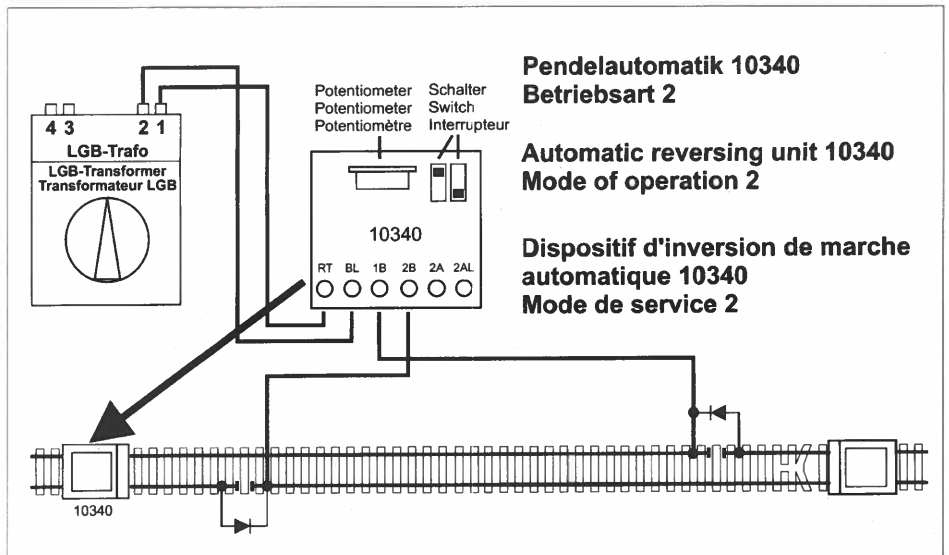 Pendelautomatik 10340
Betriebsart 2
Automatic reversing unit 10340
Mode of operation 2
Dispositif d'inversion de marche
automatique 10340
Mode de service 2
4 3 2 1
LGB-Trafo
LGB-Transformer
Transformateur LGB
Potentiometer Schalter
Potentiometer Switch
Potentiomètre Interrupteur
10340
RT BL 1B 2B 2A 2AL
10340